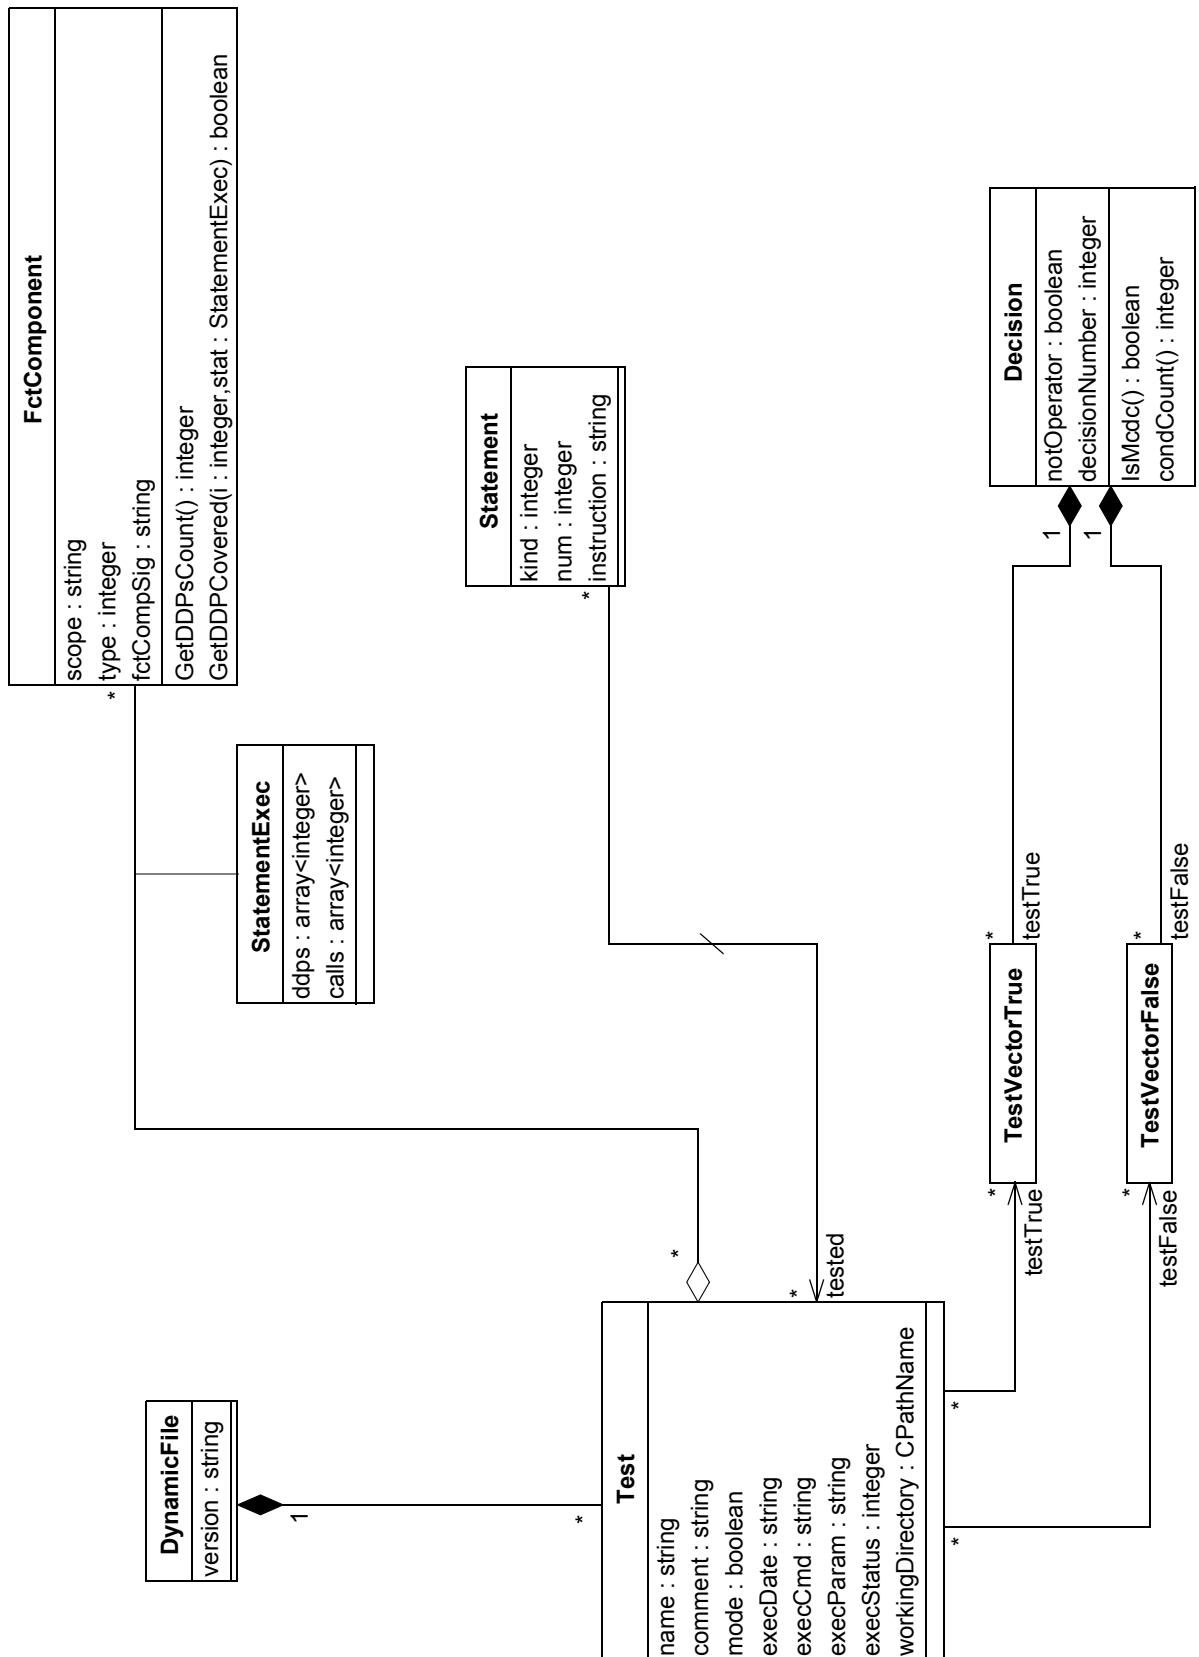 FctComponent
scope : string
type : integer
fctCompSig : string
GetDDPsCount() : integer
GetDDPCovered(i : integer,stat : StatementExec) : boolean
*
StatementExec
ddps : array<integer>
calls : array<integer>
DynamicFile
version : string
1
*
Statement
kind : integer
num : integer
instruction : string
*
*
*
tested
Test
name : string
comment : string
mode : boolean
execDate : string
execCmd : string
execParam : string
execStatus : integer
workingDirectory : CPathName
*
*
Decision
notOperator : boolean
decisionNumber : integer
IsMcdc() : boolean
condCount() : integer
1
1
*
testTrue
TestVectorTrue
*
testTrue
*
testFalse
TestVectorFalse
*
testFalse